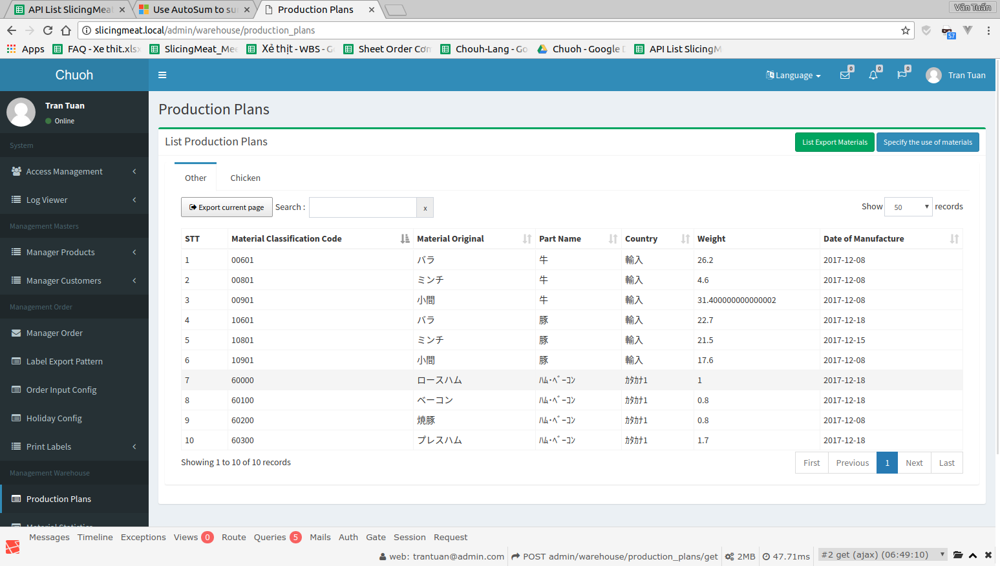 API List SlicingMeat
Use AutoSum to su
Production Plans
Văn Tuấn
slicingmeat.local/admin/warehouse/production_plans
57
Apps
FAQ - Xe thit.xlsx
SlicingMeat_Mee
Xẻ thịt - WBS - Go
Sheet Order Cơm
Chouh-Lang - Go
Chuoh - Google D
API List SlicingM
Chuoh
Language
0
0
0
Tran Tuan
Tran Tuan
Online
System
Access Management
Log Viewer
Management Masters
Manager Products
Manager Customers
Management Order
Manager Order
Label Export Pattern
Order Input Config
Holiday Config
Print Labels
Management Warehouse
Production Plans
Material Statistics
Production Plans
List Production Plans
List Export Materials
Specify the use of materials
Other
Chicken
Export current page
Search :
x
Show
50
records
STT Material Classification Code Material Original Part Name Country Weight Date of Manufacture
1 00601 バラ 牛 輸入 26.2 2017-12-08
2 00801 ミンチ 牛 輸入 4.6 2017-12-08
3 00901 小間 牛 輸入 31.400000000000002 2017-12-08
4 10601 バラ 豚 輸入 22.7 2017-12-18
5 10801 ミンチ 豚 輸入 21.5 2017-12-15
6 10901 小間 豚 輸入 17.6 2017-12-08
7 60000 ロースハム ﾊﾑ･ﾍﾞｰｺﾝ ｶﾀｶﾅ1 1 2017-12-18
8 60100 ベーコン ﾊﾑ･ﾍﾞｰｺﾝ ｶﾀｶﾅ1 0.8 2017-12-18
9 60200 焼豚 ﾊﾑ･ﾍﾞｰｺﾝ ｶﾀｶﾅ1 0.8 2017-12-08
10 60300 プレスハム ﾊﾑ･ﾍﾞｰｺﾝ ｶﾀｶﾅ1 1.7 2017-12-18
Showing 1 to 10 of 10 records
First Previous 1 Next Last
Messages Timeline Exceptions Views 0 Route Queries 5 Mails Auth Gate Session Request
web: trantuan@admin.com POST admin/warehouse/production_plans/get 2MB 47.71ms #2 get (ajax) (06:49:10)